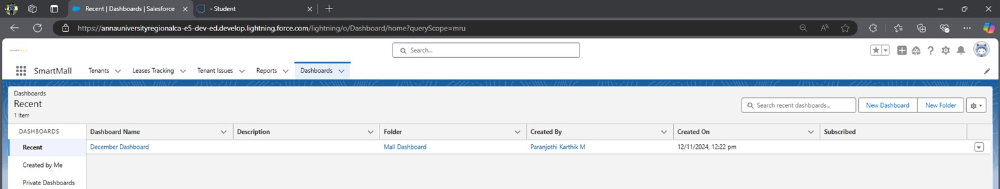 Recent | Dashboards | Salesforce
- Student
https://annauniversityregionalca-e5-dev-ed.develop.lightning.force.com/lightning/o/Dashboard/home?queryScope=mru
SMARTMALL
Search...
SmartMall Tenants Leases Tracking Tenant Issues Reports Dashboards
Dashboards
Recent
1 item
Search recent dashboards... New Dashboard New Folder
DASHBOARDS Dashboard Name Description Folder Created By Created On Subscribed
Recent December Dashboard Mall Dashboard Paranjothi Karthik M 12/11/2024, 12:22 pm
Created by Me
Private Dashboards